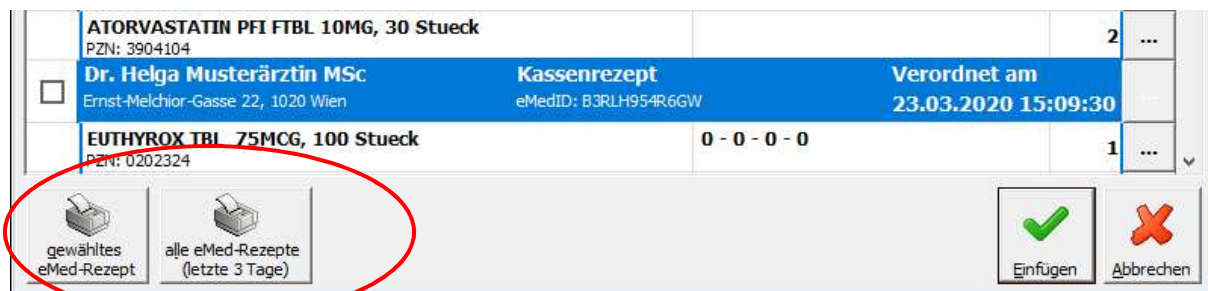 ATORVASTATIN PFI FTBL 10MG, 30 Stueck 2 ...
PZN: 3904104
Dr. Helga Musterärztin MSc Kassenrezept Verordnet am
Ernst-Melchior-Gasse 22, 1020 Wien eMedID: B3RLH954R6GW 23.03.2020 15:09:30 ...
EUTHYROX TBL 75MCG, 100 Stueck 0 - 0 - 0 - 0 1 ...
PZN: 0202324
gewähltes
eMed-Rezept
alle eMed-Rezepte
(letzte 3 Tage)
Einfügen
Abbrechen